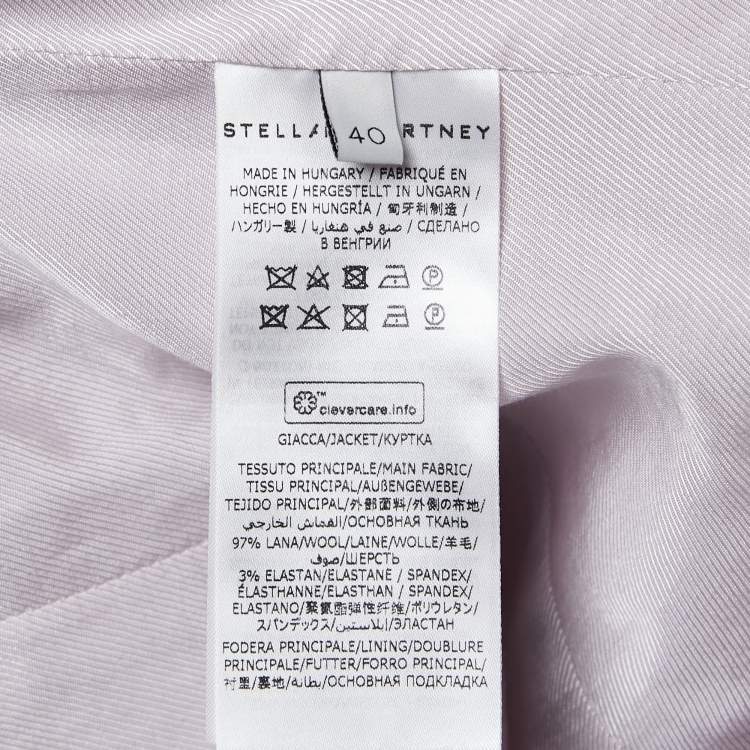 STELLA RTNEY
40
MADE IN HUNGARY / FABRIQUÉ EN
HONGRIE / HERGESTELLT IN UNGARN /
HECHO EN HUNGRÍA / 匈牙利制造 /
ハンガリー製 / صنع في هنغاريا / СДЕЛАНО
В ВЕНГРИИ
P
P
clevercare.info™
GIACCA/JACKET/КУРТКА
TESSUTO PRINCIPALE/MAIN FABRIC/
TISSU PRINCIPAL/AUßENGEWEBE/
TEJIDO PRINCIPAL/外部面料/外側の布地/
القماش الخارجي/ОСНОВНАЯ ТКАНЬ
97% LANA/WOOL/LAINE/WOLLE/羊毛/
صوف/ШЕРСТЬ
3% ELASTAN/ELASTANE / SPANDEX/
ÉLASTHANNE/ELASTHAN / SPANDEX/
ELASTANO/聚氨酯弹性纤维/ポリウレタン/
スパンデックス/إيلاستين/ЭЛАСТАН
FODERA PRINCIPALE/LINING/DOUBLURE
PRINCIPALE/FUTTER/FORRO PRINCIPAL/
衬里/裏地/بطانة/ОСНОВНАЯ ПОДКЛАДКА